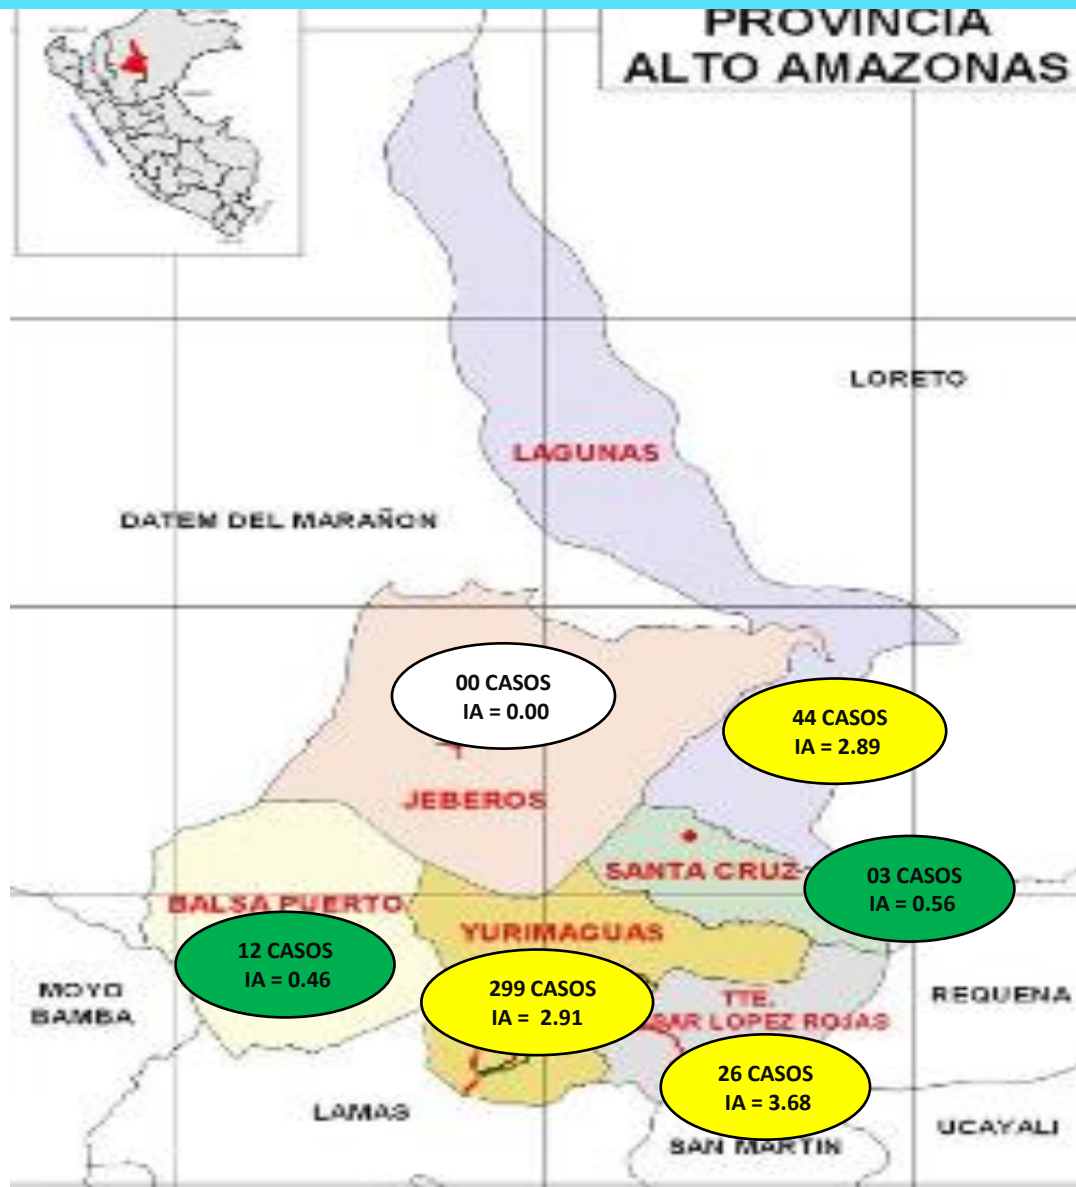 PROVINCIA
ALTO AMAZONAS
LORETO
LAGUNAS
DATEM DEL MARAÑON
00 CASOS
IA = 0.00
44 CASOS
IA = 2.89
JEBEROS
SANTA CRUZ
03 CASOS
IA = 0.56
BALSA PUERTO
YURIMAGUAS
12 CASOS
IA = 0.46
299 CASOS
IA = 2.91
MOYO
BAMBA
REQUENA
TTE.
SAR LOPEZ ROJAS
26 CASOS
IA = 3.68
LAMAS
UCAYALI
SAN MARTIN